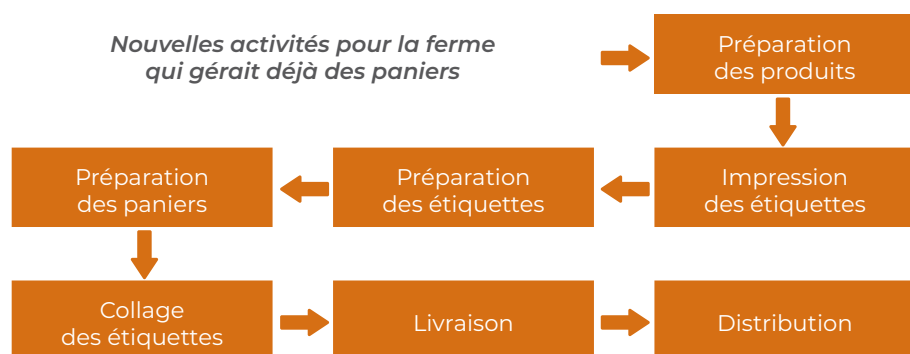 Nouvelles activités pour la ferme
qui gérait déjà des paniers
Préparation
des produits
Impression
des étiquettes
Préparation
des étiquettes
Préparation
des paniers
Collage
des étiquettes
Livraison
Distribution